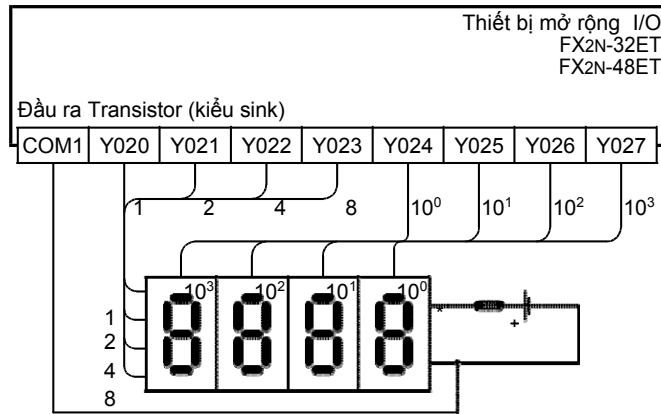 Thiết bị mở rộng I/O
FX2N-32ET
FX2N-48ET
Đầu ra Transistor (kiểu sink)
COM1 Y020 Y021 Y022 Y023 Y024 Y025 Y026 Y027
1 2 4 8 10⁰ 10¹ 10² 10³
10³ 10² 10¹ 10⁰
*
+
1
2
4
8